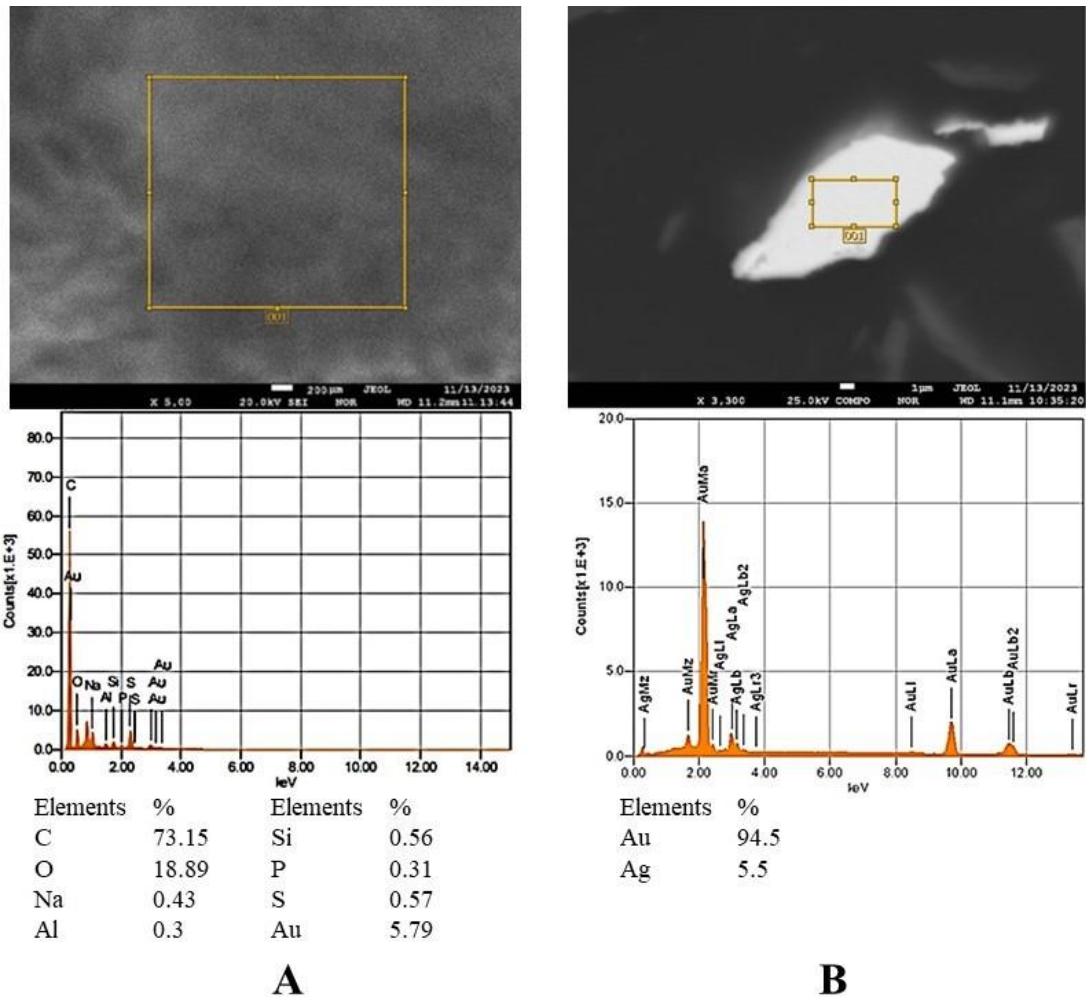 001
200µm JEOL 11/13/2023
X 5,00 20.0kV SEI NOR WD 11.2mm 11:13:44
80.0
70.0
60.0
50.0
40.0
30.0
20.0
10.0
0.0
Counts[x1.E+3]
C
Au
O
Na
Al
Si
P
S
S
Au
Au
Au
0.00 2.00 4.00 6.00 8.00 10.00 12.00 14.00
keV
Elements % Elements %
C 73.15 Si 0.56
O 18.89 P 0.31
Na 0.43 S 0.57
Al 0.3 Au 5.79
A
001
1µm JEOL 11/13/2023
X 3,300 25.0kV COMPO NOR WD 11.1mm 10:35:20
20.0
15.0
10.0
5.0
0.0
Counts[x1.E+3]
AgMz
AuMz
AuMa
AuMr
AgLl
AgLa
AgLb
AgLb2
AgLr3
AuLl
AuLa
AuLb
AuLb2
AuLr
0.00 2.00 4.00 6.00 8.00 10.00 12.00
keV
Elements %
Au 94.5
Ag 5.5
B